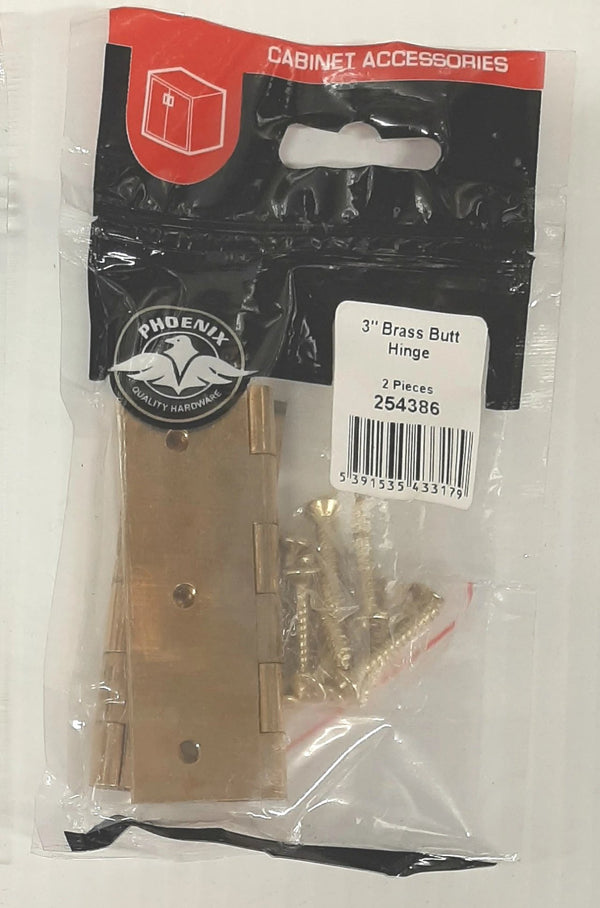 CABINET ACCESSORIES
PHOENIX
QUALITY HARDWARE
3" Brass Butt
Hinge
2 Pieces
254386
5 391535 433179